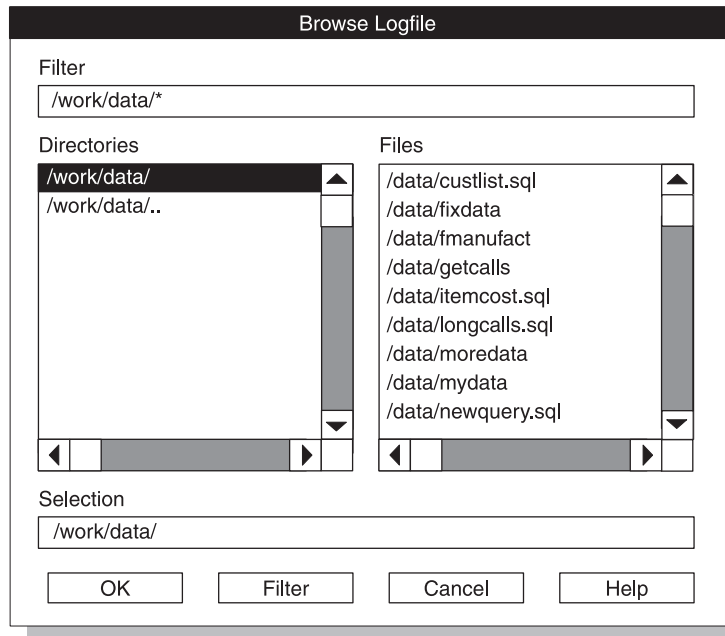 Browse Logfile
Filter
/work/data/*
Directories
/work/data/
/work/data/..
Files
/data/custlist.sql
/data/fixdata
/data/fmanufact
/data/getcalls
/data/itemcost.sql
/data/longcalls.sql
/data/moredata
/data/mydata
/data/newquery.sql
Selection
/work/data/
OK
Filter
Cancel
Help